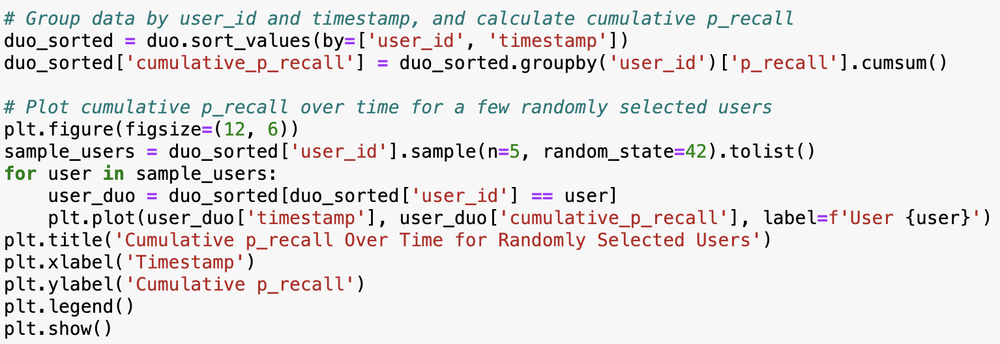 # Group data by user_id and timestamp, and calculate cumulative p_recall
duo_sorted = duo.sort_values(by=['user_id', 'timestamp'])
duo_sorted['cumulative_p_recall'] = duo_sorted.groupby('user_id')['p_recall'].cumsum()

# Plot cumulative p_recall over time for a few randomly selected users
plt.figure(figsize=(12, 6))
sample_users = duo_sorted['user_id'].sample(n=5, random_state=42).tolist()
for user in sample_users:
    user_duo = duo_sorted[duo_sorted['user_id'] == user]
    plt.plot(user_duo['timestamp'], user_duo['cumulative_p_recall'], label=f'User {user}')
plt.title('Cumulative p_recall Over Time for Randomly Selected Users')
plt.xlabel('Timestamp')
plt.ylabel('Cumulative p_recall')
plt.legend()
plt.show()